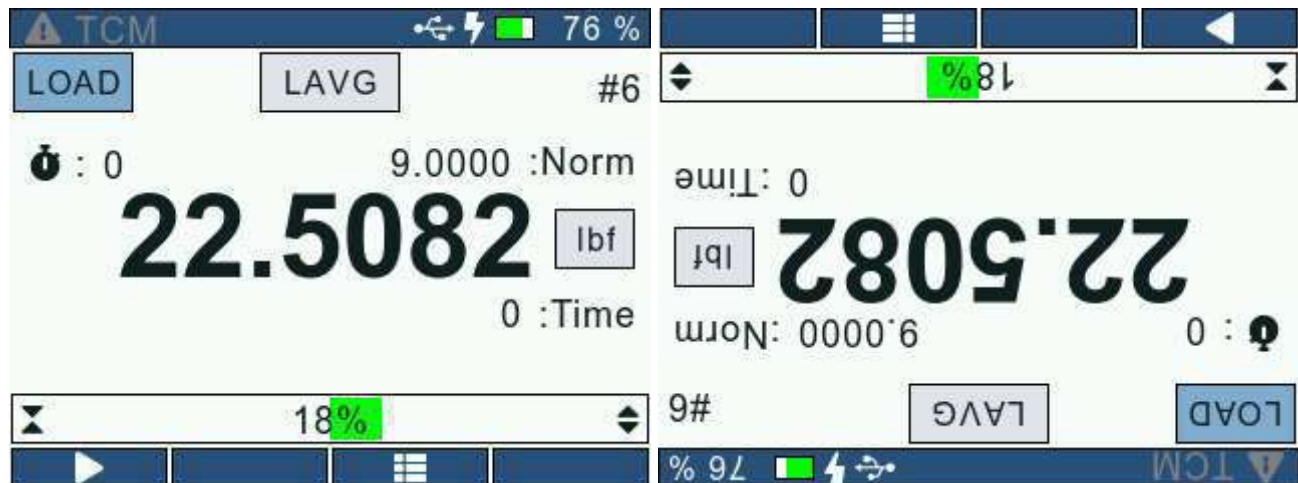 TCM 76 %
LOAD LAVG #6
: 0 9.0000 :Norm
22.5082 lbf
0 :Time
18%
18%
0 :Time
22.5082 lbf
9.0000 :Norm
: 0
LOAD LAVG #6
TCM 76 %